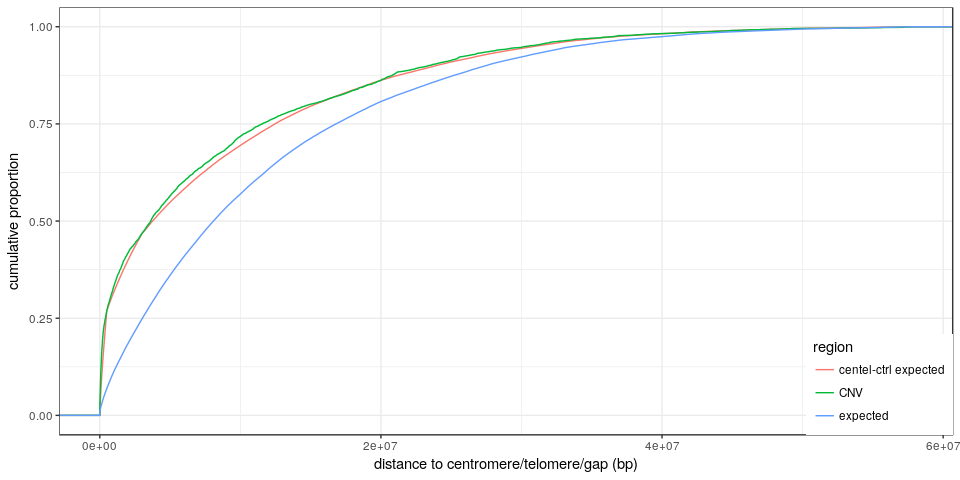 1.00
0.75
0.50
0.25
0.00
cumulative proportion
0e+00
2e+07
4e+07
6e+07
distance to centromere/telomere/gap (bp)
region
centel-ctrl expected
CNV
expected